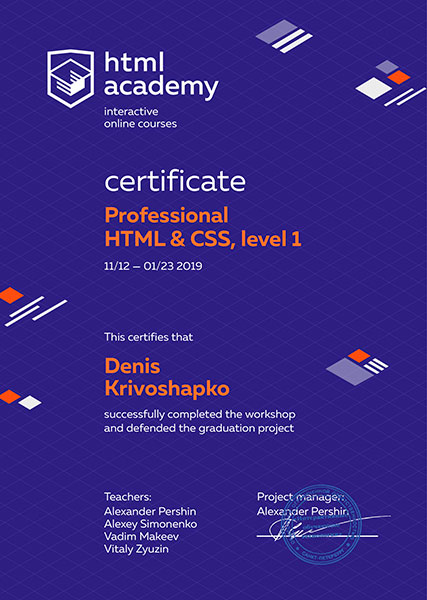 html
academy
interactive
online courses
certificate
Professional
HTML & CSS, level 1
11/12 — 01/23 2019
This certifies that
Denis
Krivoshapko
successfully completed the workshop
and defended the graduation project
Teachers:
Alexander Pershin
Alexey Simonenko
Vadim Makeev
Vitaly Zyuzin
Project manager:
Alexander Pershin